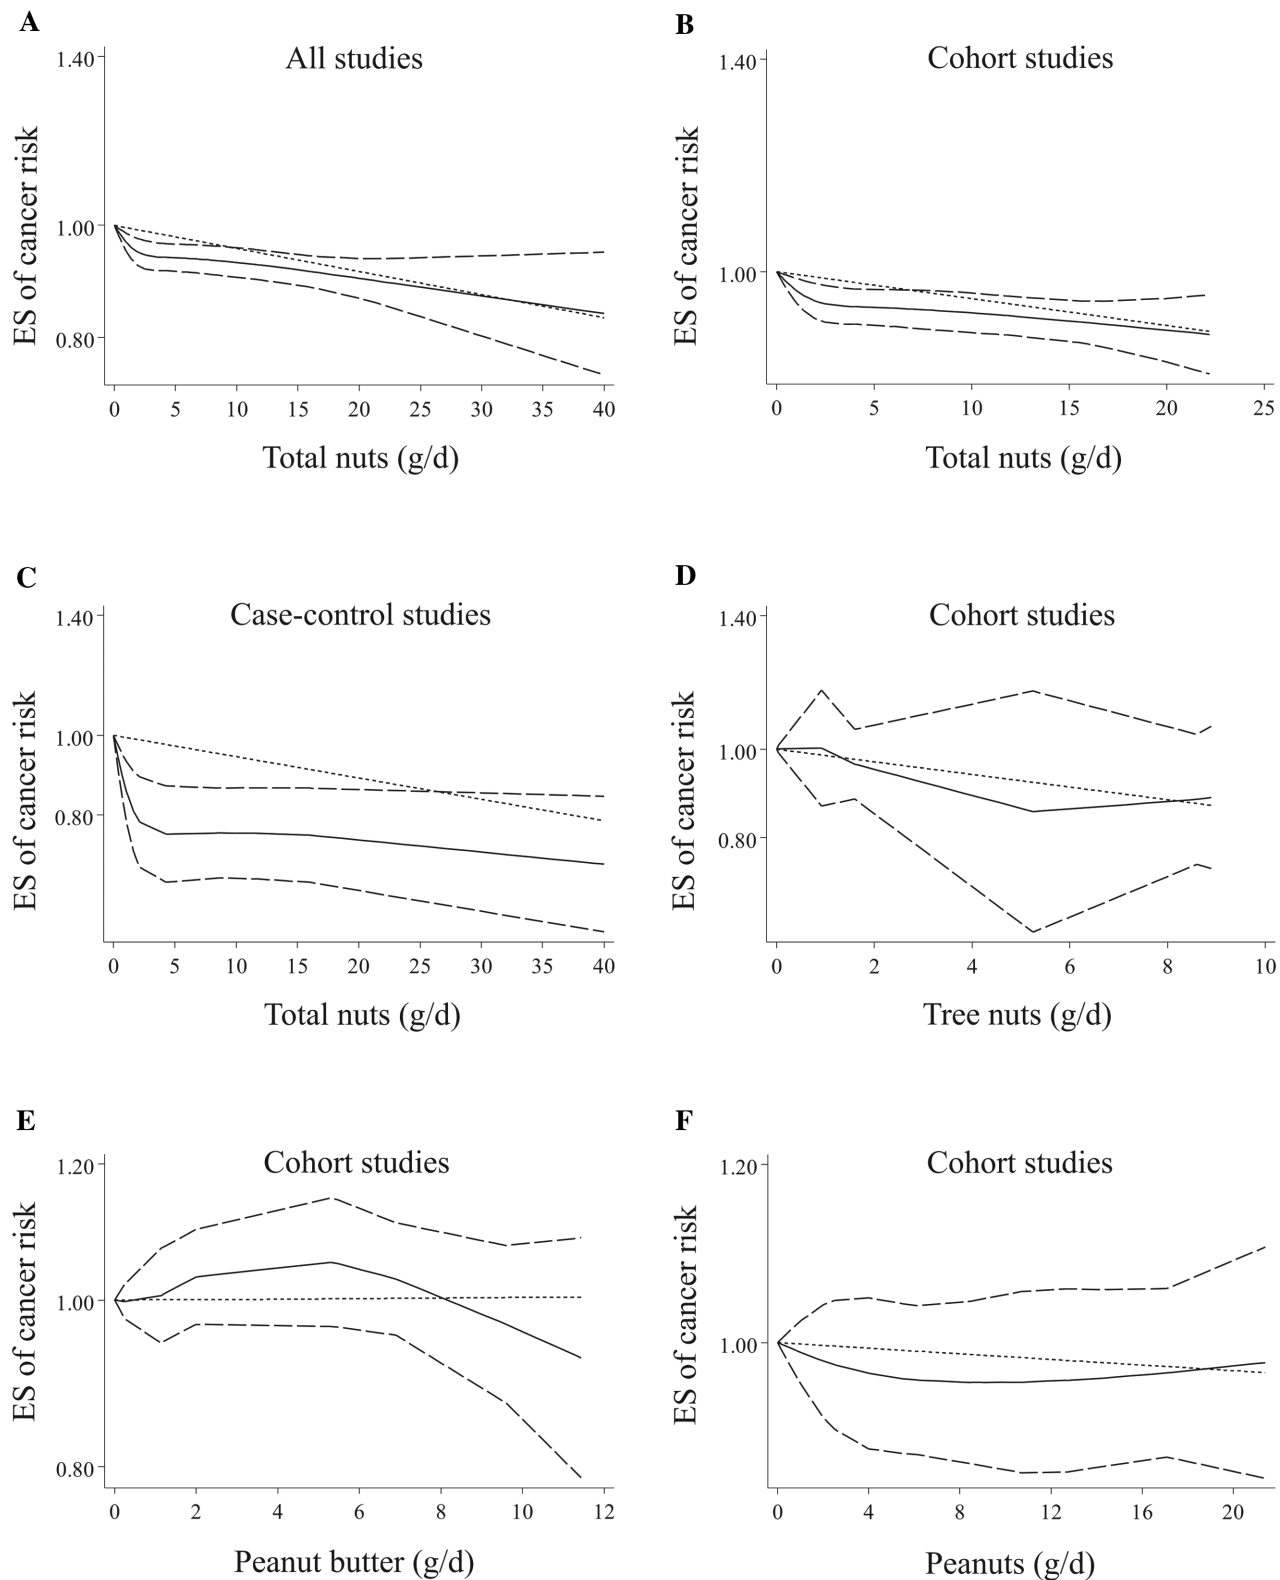 A
All studies
1.40
1.00
0.80
ES of cancer risk
0 5 10 15 20 25 30 35 40
Total nuts (g/d)
B
Cohort studies
1.40
1.00
ES of cancer risk
0 5 10 15 20 25
Total nuts (g/d)
C
Case-control studies
1.40
1.00
0.80
ES of cancer risk
0 5 10 15 20 25 30 35 40
Total nuts (g/d)
D
Cohort studies
1.40
1.00
0.80
ES of cancer risk
0 2 4 6 8 10
Tree nuts (g/d)
E
Cohort studies
1.20
1.00
0.80
ES of cancer risk
0 2 4 6 8 10 12
Peanut butter (g/d)
F
Cohort studies
1.20
1.00
ES of cancer risk
0 4 8 12 16 20
Peanuts (g/d)